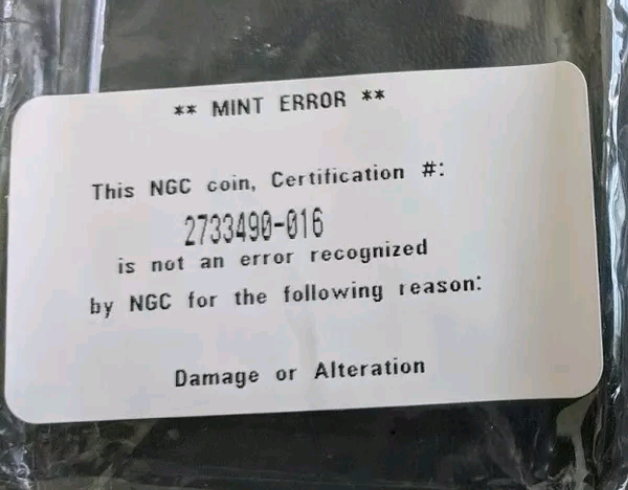 ** MINT ERROR **
This NGC coin, Certification #:
2733490-016
is not an error recognized
by NGC for the following reason:
Damage or Alteration